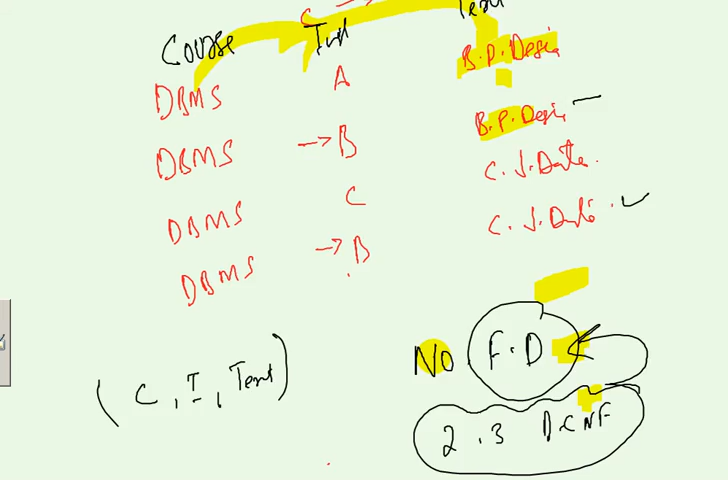 C →
Course Inst Text
DBMS A B.P.Desai
DBMS → B B.P.Desai
DBMS C C.J.Date.
DBMS → B C.J.Date.
NO F.D
(C, I, Text)
2.3 BCNF